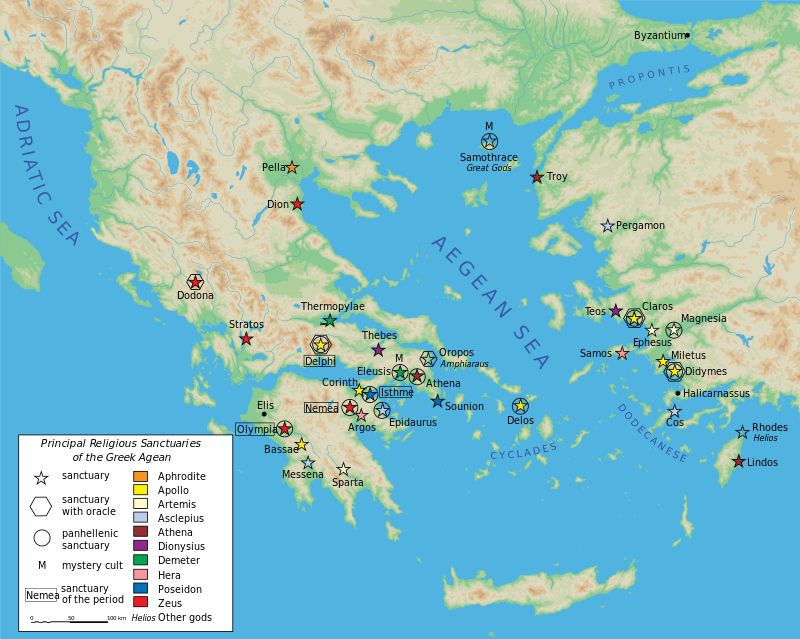 Byzantium
PROPONTIS
ADRIATIC SEA
M
Samothrace
Great Gods
Pella
Troy
Dion
Pergamon
AEGEAN SEA
Dodona
Thermopylae
Teos
Claros
Magnesia
Stratos
Thebes
Ephesus
Delphi
M
Oropos
Amphiaraus
Samos
Miletus
Eleusis
Didymes
Corinth
Athena
Isthme
Halicarnassus
Elis
Nemea
Sounion
Delos
Cos
Argos
Epidaurus
DODECANESE
Olympia
Rhodes
Helios
Bassae
CYCLADES
Messena
Sparta
Lindos
Principal Religious Sanctuaries
of the Greek Agean
sanctuary
sanctuary
with oracle
panhellenic
sanctuary
M mystery cult
Nemea sanctuary
of the period
0 50 100 km
Aphrodite
Apollo
Artemis
Asclepius
Athena
Dionysius
Demeter
Hera
Poseidon
Zeus
Helios Other gods